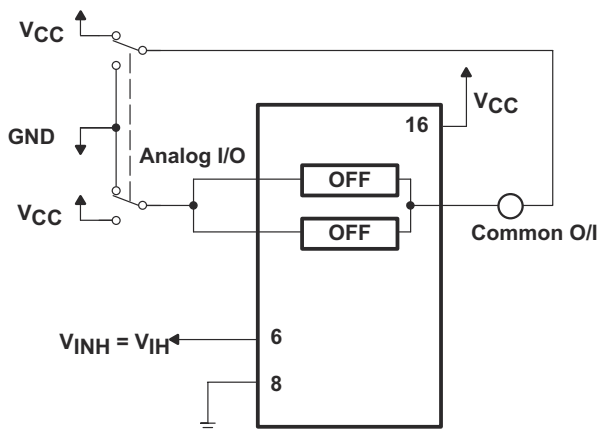 VCC
VCC
16
GND
Analog I/O
OFF
VCC
OFF
Common O/I
VINH = VIH
6
8